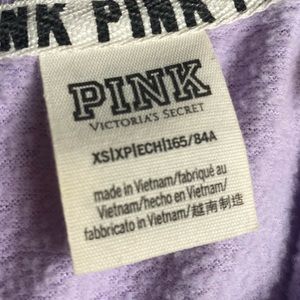 NK PINK P
PINK
VICTORIA'S SECRET
XS|XP|ECH|165/84A
made in Vietnam/fabriqué au
Vietnam/hecho en Vietnam/
fabbricato in Vietnam/越南制造